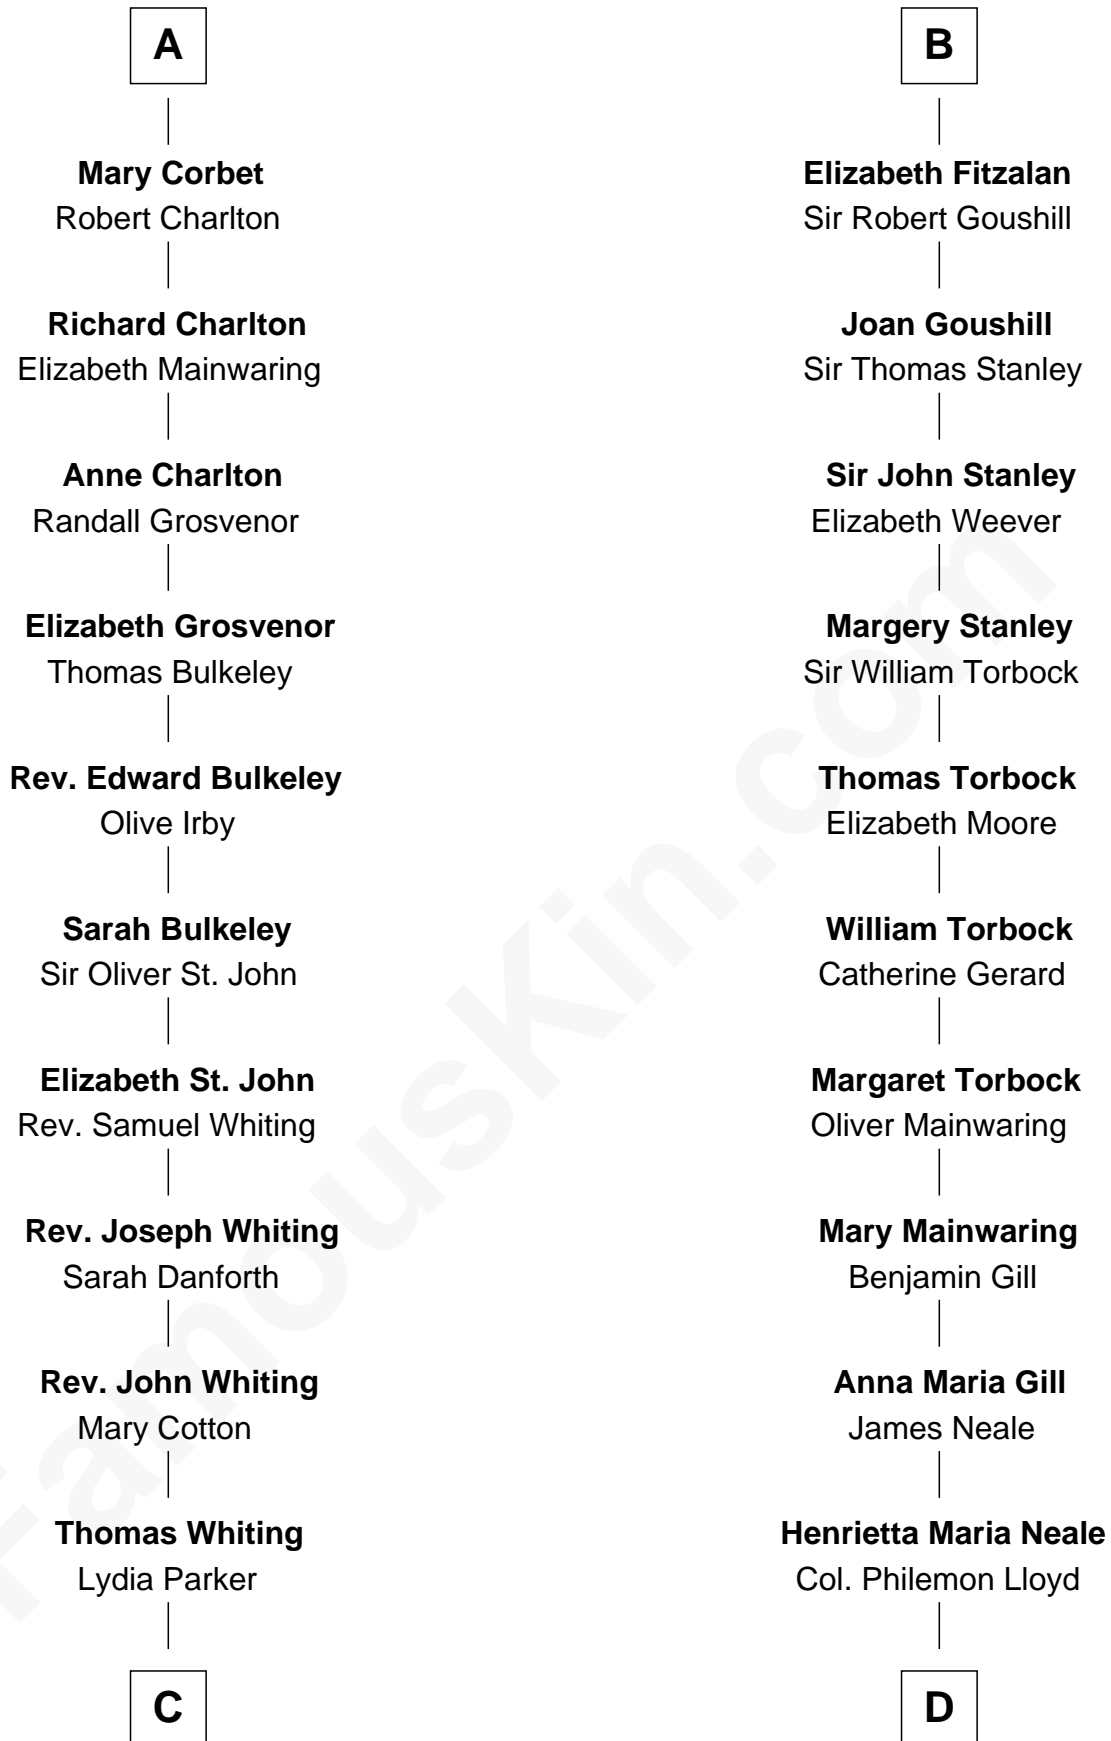 A
Mary Corbet
Robert Charlton
Richard Charlton
Elizabeth Mainwaring
Anne Charlton
Randall Grosvenor
Elizabeth Grosvenor
Thomas Bulkeley
Rev. Edward Bulkeley
Olive Irby
Sarah Bulkeley
Sir Oliver St. John
Elizabeth St. John
Rev. Samuel Whiting
Rev. Joseph Whiting
Sarah Danforth
Rev. John Whiting
Mary Cotton
Thomas Whiting
Lydia Parker
C
B
Elizabeth Fitzalan
Sir Robert Goushill
Joan Goushill
Sir Thomas Stanley
Sir John Stanley
Elizabeth Weever
Margery Stanley
Sir William Torbock
Thomas Torbock
Elizabeth Moore
William Torbock
Catherine Gerard
Margaret Torbock
Oliver Mainwaring
Mary Mainwaring
Benjamin Gill
Anna Maria Gill
James Neale
Henrietta Maria Neale
Col. Philemon Lloyd
D
FamousKin.com